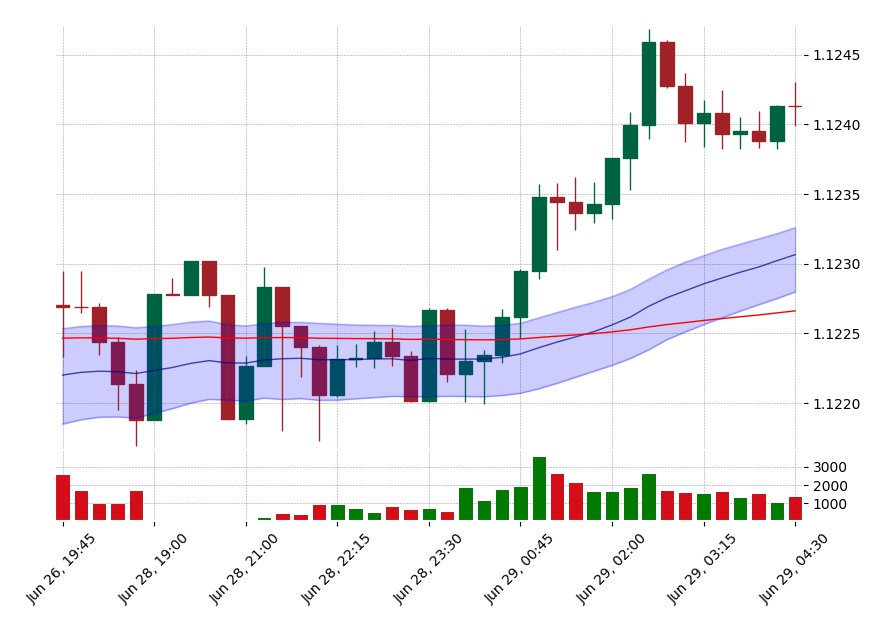 1.1245
1.1240
1.1235
1.1230
1.1225
1.1220
3000
2000
1000
Jun 26, 19:45
Jun 28, 19:00
Jun 28, 21:00
Jun 28, 22:15
Jun 28, 23:30
Jun 29, 00:45
Jun 29, 02:00
Jun 29, 03:15
Jun 29, 04:30